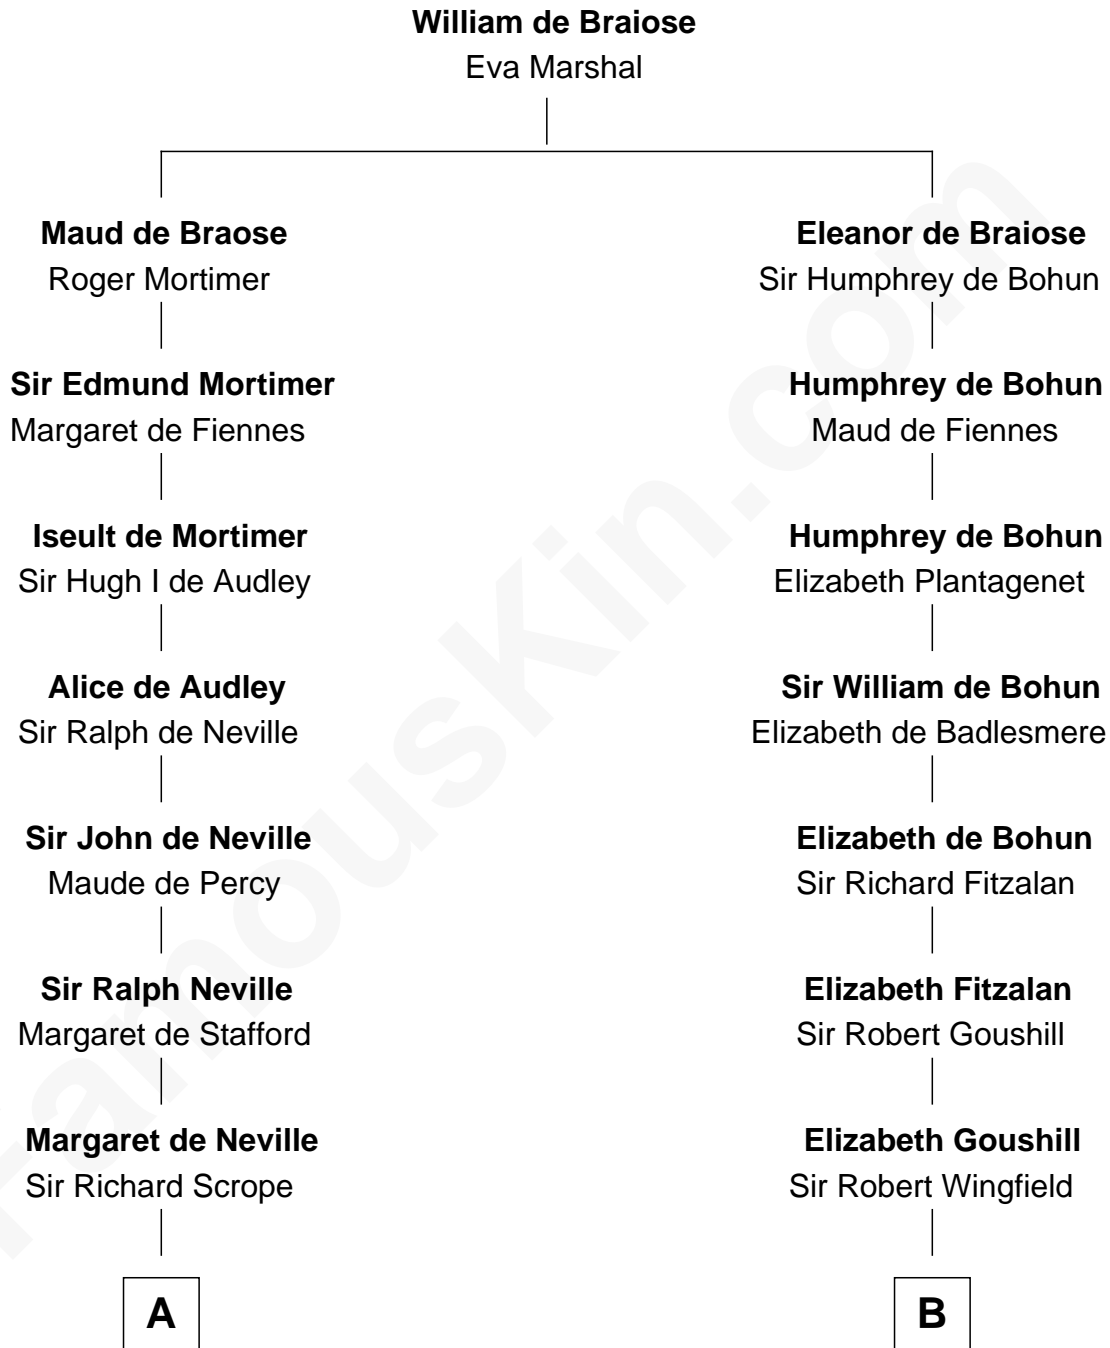 William de Braiose
Eva Marshal
Maud de Braose
Roger Mortimer
Eleanor de Braiose
Sir Humphrey de Bohun
Sir Edmund Mortimer
Margaret de Fiennes
Humphrey de Bohun
Maud de Fiennes
Iseult de Mortimer
Sir Hugh I de Audley
Humphrey de Bohun
Elizabeth Plantagenet
Alice de Audley
Sir Ralph de Neville
Sir William de Bohun
Elizabeth de Badlesmere
Sir John de Neville
Maude de Percy
Elizabeth de Bohun
Sir Richard Fitzalan
Sir Ralph Neville
Margaret de Stafford
Elizabeth Fitzalan
Sir Robert Goushill
Margaret de Neville
Sir Richard Scrope
Elizabeth Goushill
Sir Robert Wingfield
A
B
FamousKin.com